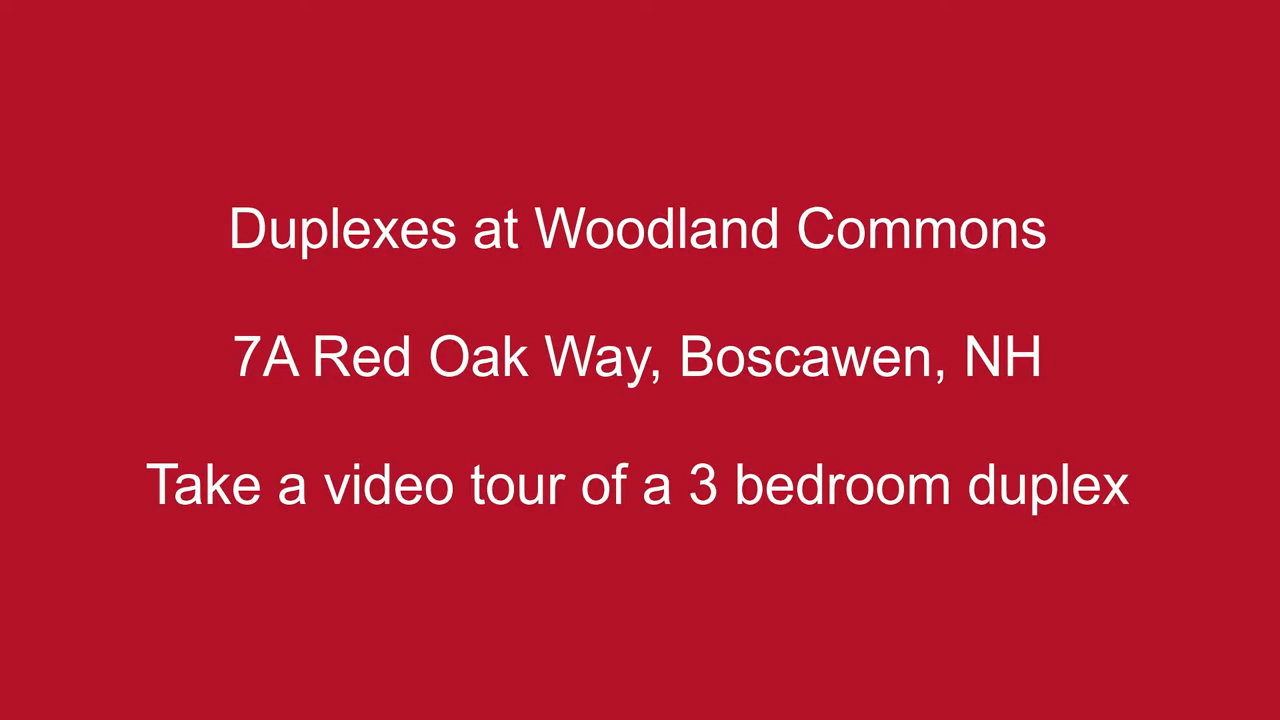 Duplexes at Woodland Commons
7A Red Oak Way, Boscawen, NH
Take a video tour of a 3 bedroom duplex